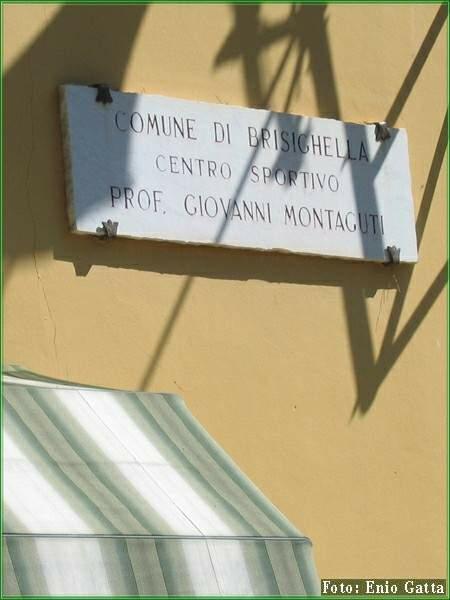 COMUNE DI BRISIGHELLA
CENTRO SPORTIVO
PROF. GIOVANNI MONTAGUTI
Foto: Enio Gatta